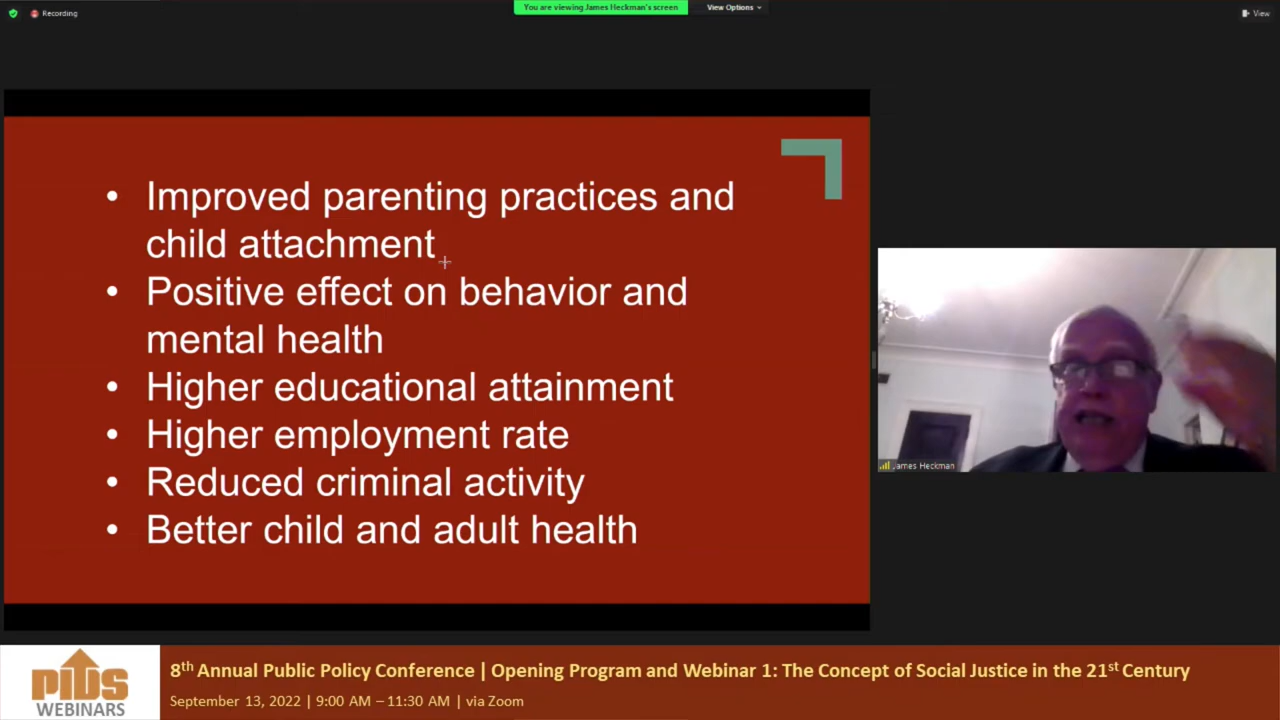 Recording
You are viewing James Heckman's screen
View Options
View
• Improved parenting practices and
child attachment
• Positive effect on behavior and
mental health
• Higher educational attainment
• Higher employment rate
• Reduced criminal activity
• Better child and adult health
James Heckman
PIDS
WEBINARS
8th Annual Public Policy Conference | Opening Program and Webinar 1: The Concept of Social Justice in the 21st Century
September 13, 2022 | 9:00 AM – 11:30 AM | via Zoom